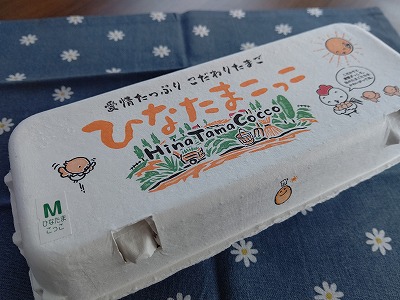 愛情たっぷり こだわりたまご
ひなたまこっこ
HinaTamaCocco
M
ひなたま
こっこ